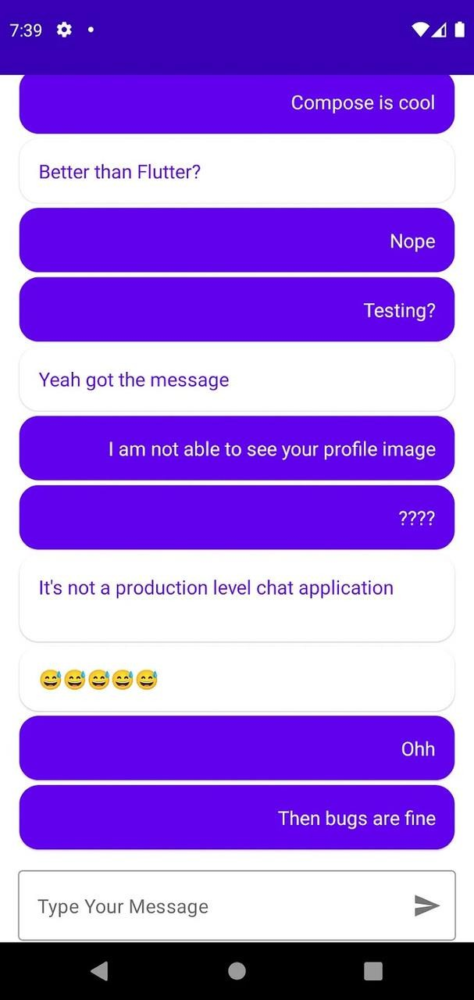 7:39
Compose is cool
Better than Flutter?
Nope
Testing?
Yeah got the message
I am not able to see your profile image
????
It's not a production level chat application
😅😅😅😅😅
Ohh
Then bugs are fine
Type Your Message